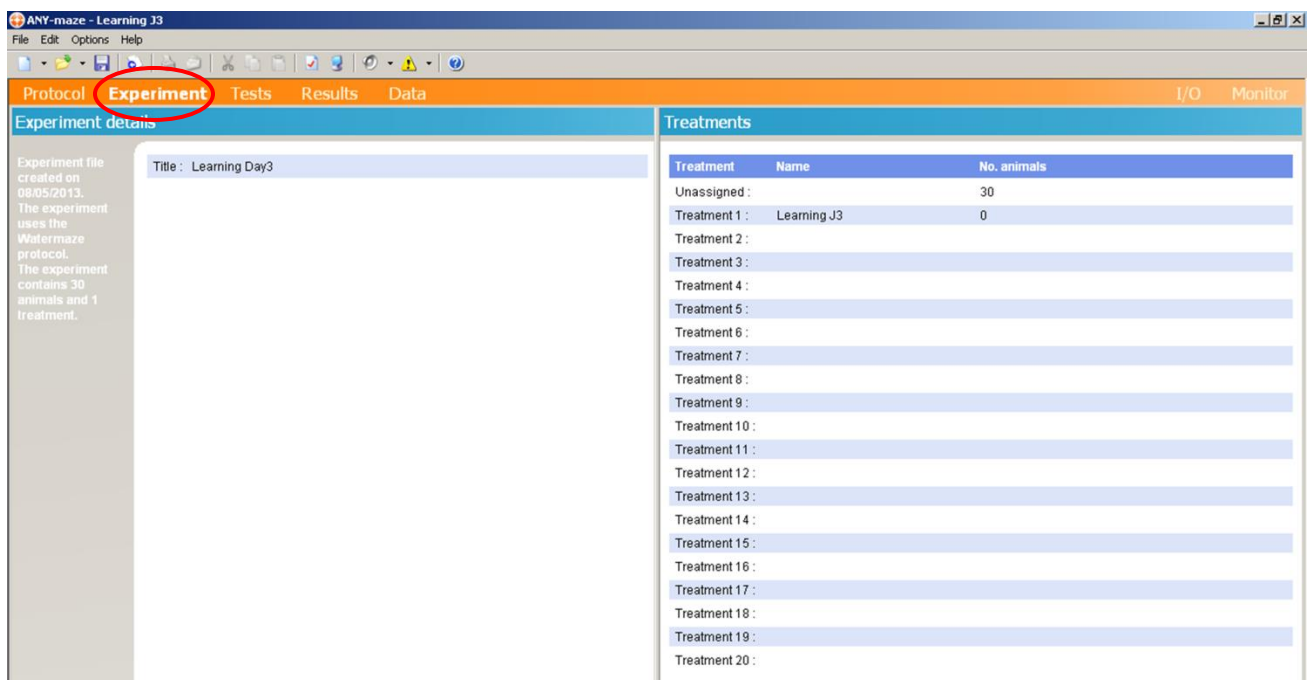 ANY-maze - Learning J3
File Edit Options Help
Protocol Experiment Tests Results Data I/O Monitor
Experiment details
Experiment file
created on
08/05/2013.
The experiment
uses the
Watermaze
protocol.
The experiment
contains 30
animals and 1
treatment.
Title : Learning Day3
Treatments
Treatment Name No. animals
Unassigned : 30
Treatment 1 : Learning J3 0
Treatment 2 :
Treatment 3 :
Treatment 4 :
Treatment 5 :
Treatment 6 :
Treatment 7 :
Treatment 8 :
Treatment 9 :
Treatment 10 :
Treatment 11 :
Treatment 12 :
Treatment 13 :
Treatment 14 :
Treatment 15 :
Treatment 16 :
Treatment 17 :
Treatment 18 :
Treatment 19 :
Treatment 20 :